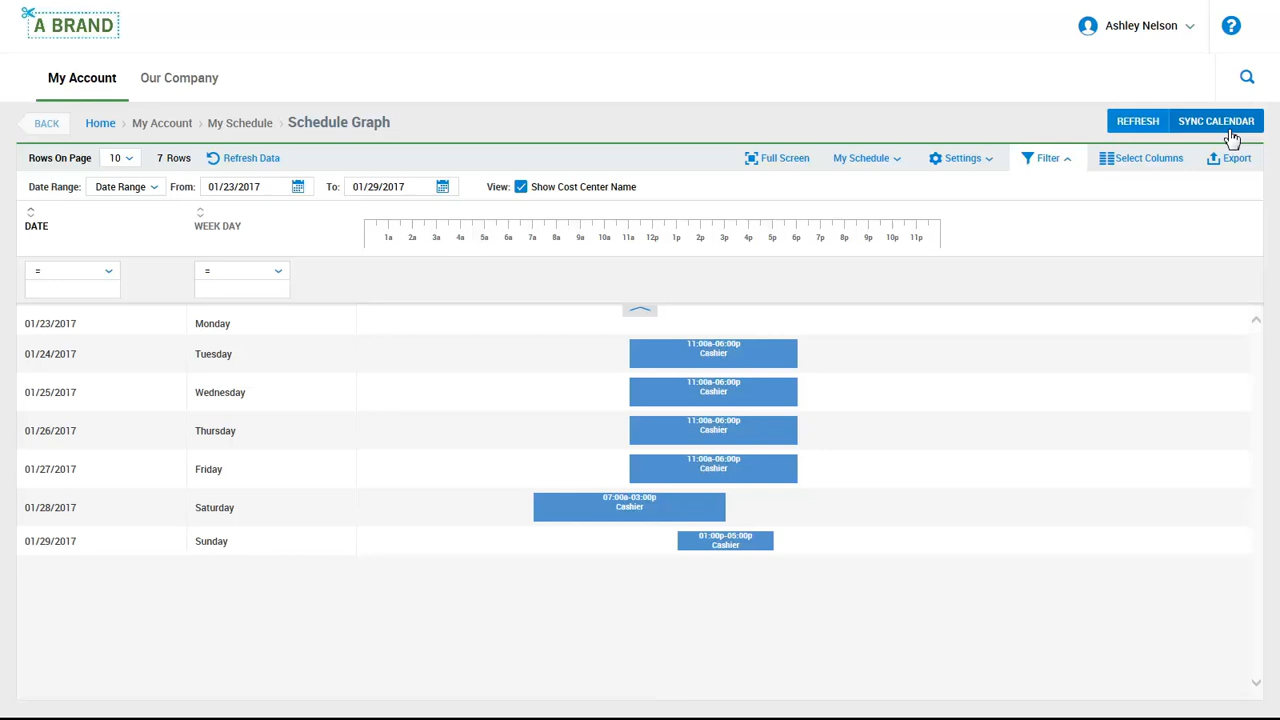 A BRAND
Ashley Nelson
?
My Account
Our Company
BACK
Home
My Account
My Schedule
Schedule Graph
REFRESH
SYNC CALENDAR
Rows On Page
10
7 Rows
Refresh Data
Full Screen
My Schedule
Settings
Filter
Select Columns
Export
Date Range:
Date Range
From:
01/23/2017
To:
01/29/2017
View:
Show Cost Center Name
DATE
WEEK DAY
1a 2a 3a 4a 5a 6a 7a 8a 9a 10a 11a 12p 1p 2p 3p 4p 5p 6p 7p 8p 9p 10p 11p
=
=
01/23/2017
Monday
01/24/2017
Tuesday
11:00a-06:00p
Cashier
01/25/2017
Wednesday
11:00a-06:00p
Cashier
01/26/2017
Thursday
11:00a-06:00p
Cashier
01/27/2017
Friday
11:00a-06:00p
Cashier
01/28/2017
Saturday
07:00a-03:00p
Cashier
01/29/2017
Sunday
01:00p-05:00p
Cashier